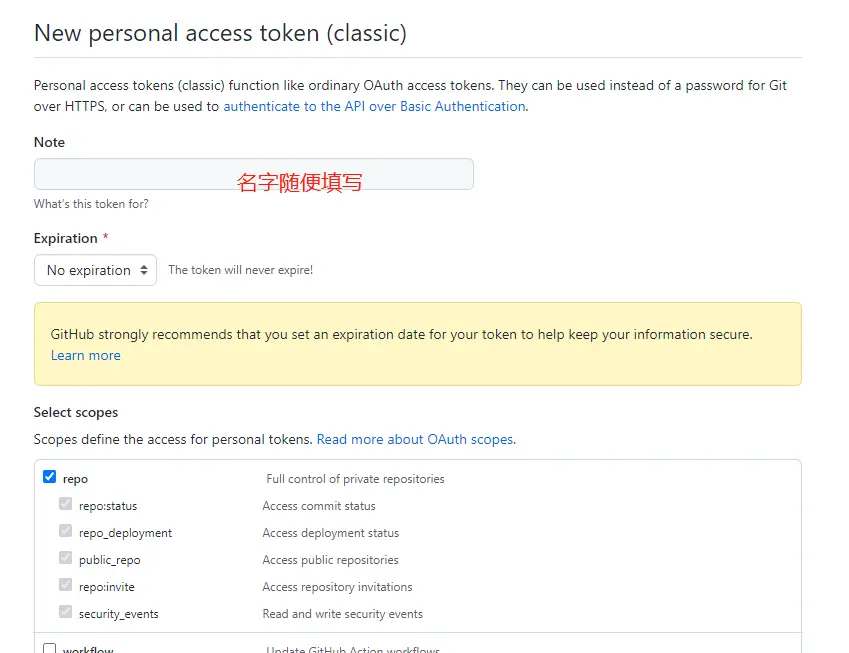 New personal access token (classic)
Personal access tokens (classic) function like ordinary OAuth access tokens. They can be used instead of a password for Git
over HTTPS, or can be used to authenticate to the API over Basic Authentication.
Note
名字随便填写
What's this token for?
Expiration *
No expiration The token will never expire!
GitHub strongly recommends that you set an expiration date for your token to help keep your information secure.
Learn more
Select scopes
Scopes define the access for personal tokens. Read more about OAuth scopes.
repo Full control of private repositories
repo:status Access commit status
repo_deployment Access deployment status
public_repo Access public repositories
repo:invite Access repository invitations
security_events Read and write security events
workflow Update GitHub Action workflows